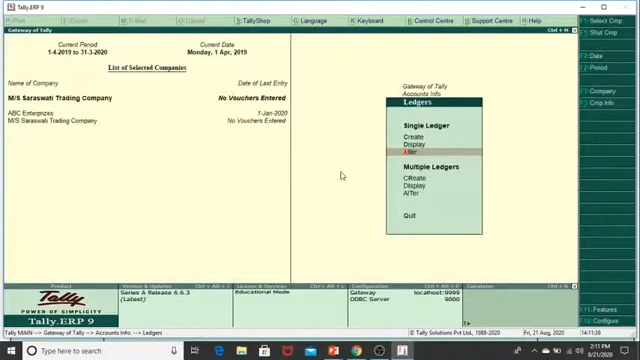 P: Print
E: Export
M: E-Mail
O: Upload
S: TallyShop
G: Language
K: Keyboard
K: Control Centre
H: Support Centre
H: Help
F1: Select Cmp
F1: Shut Cmp
Gateway of Tally
Ctrl + M
F2: Date
F2: Period
F3: Company
F3: Cmp Info
Current Period
Current Date
1-4-2019 to 31-3-2020
Monday, 1 Apr, 2019
List of Selected Companies
Name of Company
Date of Last Entry
M/S Saraswati Trading Company
No Vouchers Entered
ABC Enterprizes
1-Jan-2020
M/S Saraswati Trading Company
No Vouchers Entered
Gateway of Tally
Accounts Info.
Ledgers
Single Ledger
Create
Display
Alter
Multiple Ledgers
CReate
Display
AlTer
Quit
Product
Version & Updates
Ctrl + Alt + T
License & Services
Ctrl + Alt + L
Configuration
Ctrl + Alt + F
Calculator
Ctrl + N
Tally
POWER OF SIMPLICITY
Tally.ERP 9
Series A Release 6.6.3
(Latest)
Educational Mode
Gateway
localhost:9999
ODBC Server
9000
1>
F11: Features
F12: Configure
Tally MAIN --> Gateway of Tally --> Accounts Info. --> Ledgers
© Tally Solutions Pvt Ltd., 1988-2020
Fri, 21 Aug, 2020
14:11:39
Type here to search
2:11 PM
8/21/2020